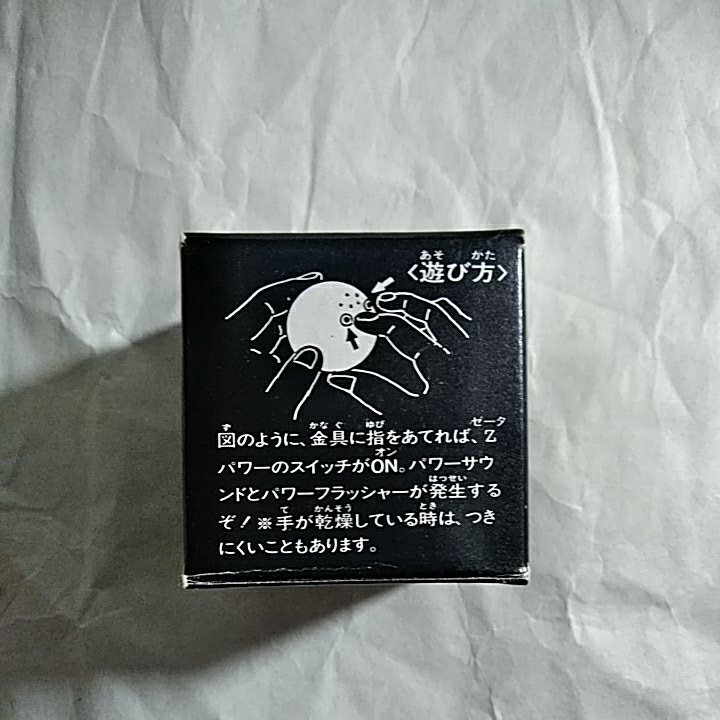 〈遊び方〉
図のように、金具に指をあてれば、Z
パワーのスイッチがON。パワーサウ
ンドとパワーフラッシャーが発生する
ぞ!※手が乾燥している時は、つき
にくいこともあります。